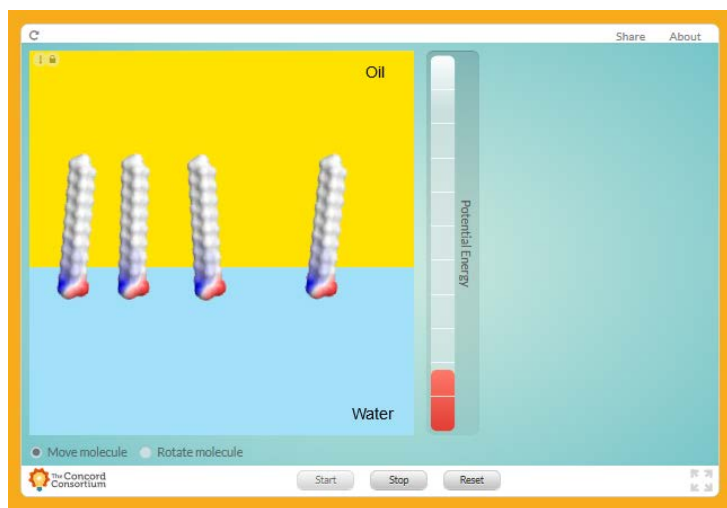 Share About
Oil
Potential Energy
Water
Move molecule Rotate molecule
The Concord
Consortium
Start Stop Reset